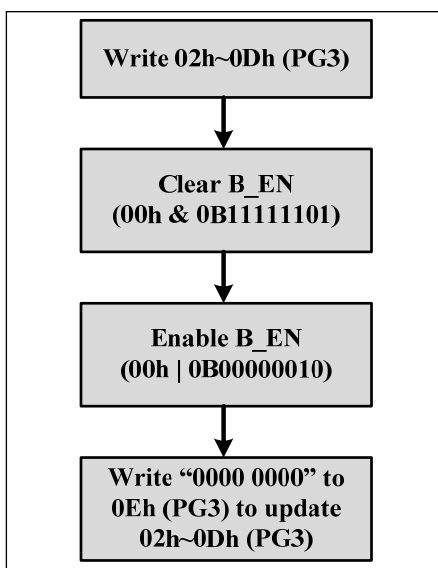 Write 02h~0Dh (PG3)
Clear B_EN
(00h & 0B11111101)
Enable B_EN
(00h | 0B00000010)
Write “0000 0000” to
0Eh (PG3) to update
02h~0Dh (PG3)